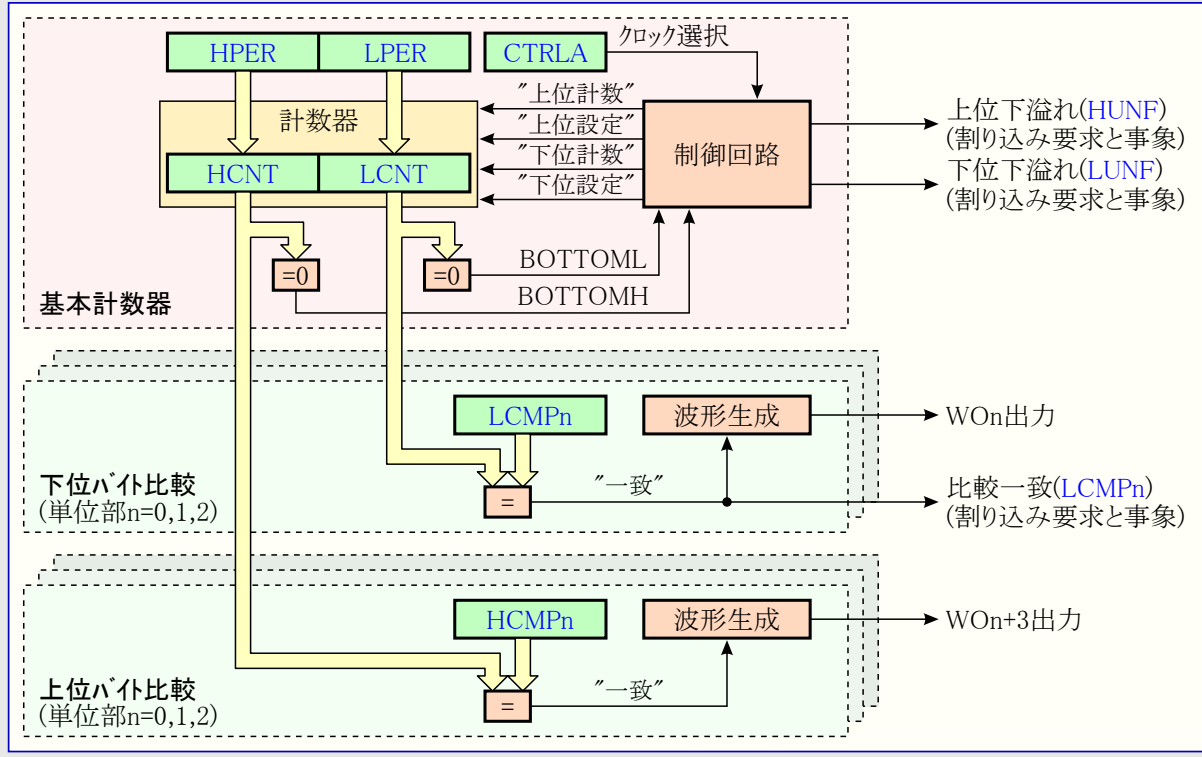 HPER
LPER
CTRLA
クロック選択
計数器
"上位計数"
"上位設定"
"下位計数"
"下位設定"
制御回路
上位下溢れ(HUNF)
(割り込み要求と事象)
下位下溢れ(LUNF)
(割り込み要求と事象)
HCNT
LCNT
=0
=0
BOTTOML
BOTTOMH
基本計数器
LCMPn
波形生成
WOn出力
下位バイト比較
(単位部n=0,1,2)
=
"一致"
比較一致(LCMPn)
(割り込み要求と事象)
HCMPn
波形生成
WOn+3出力
上位バイト比較
(単位部n=0,1,2)
=
"一致"